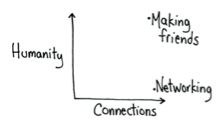 ·Making
friends
Humanity
·Networking
Connections